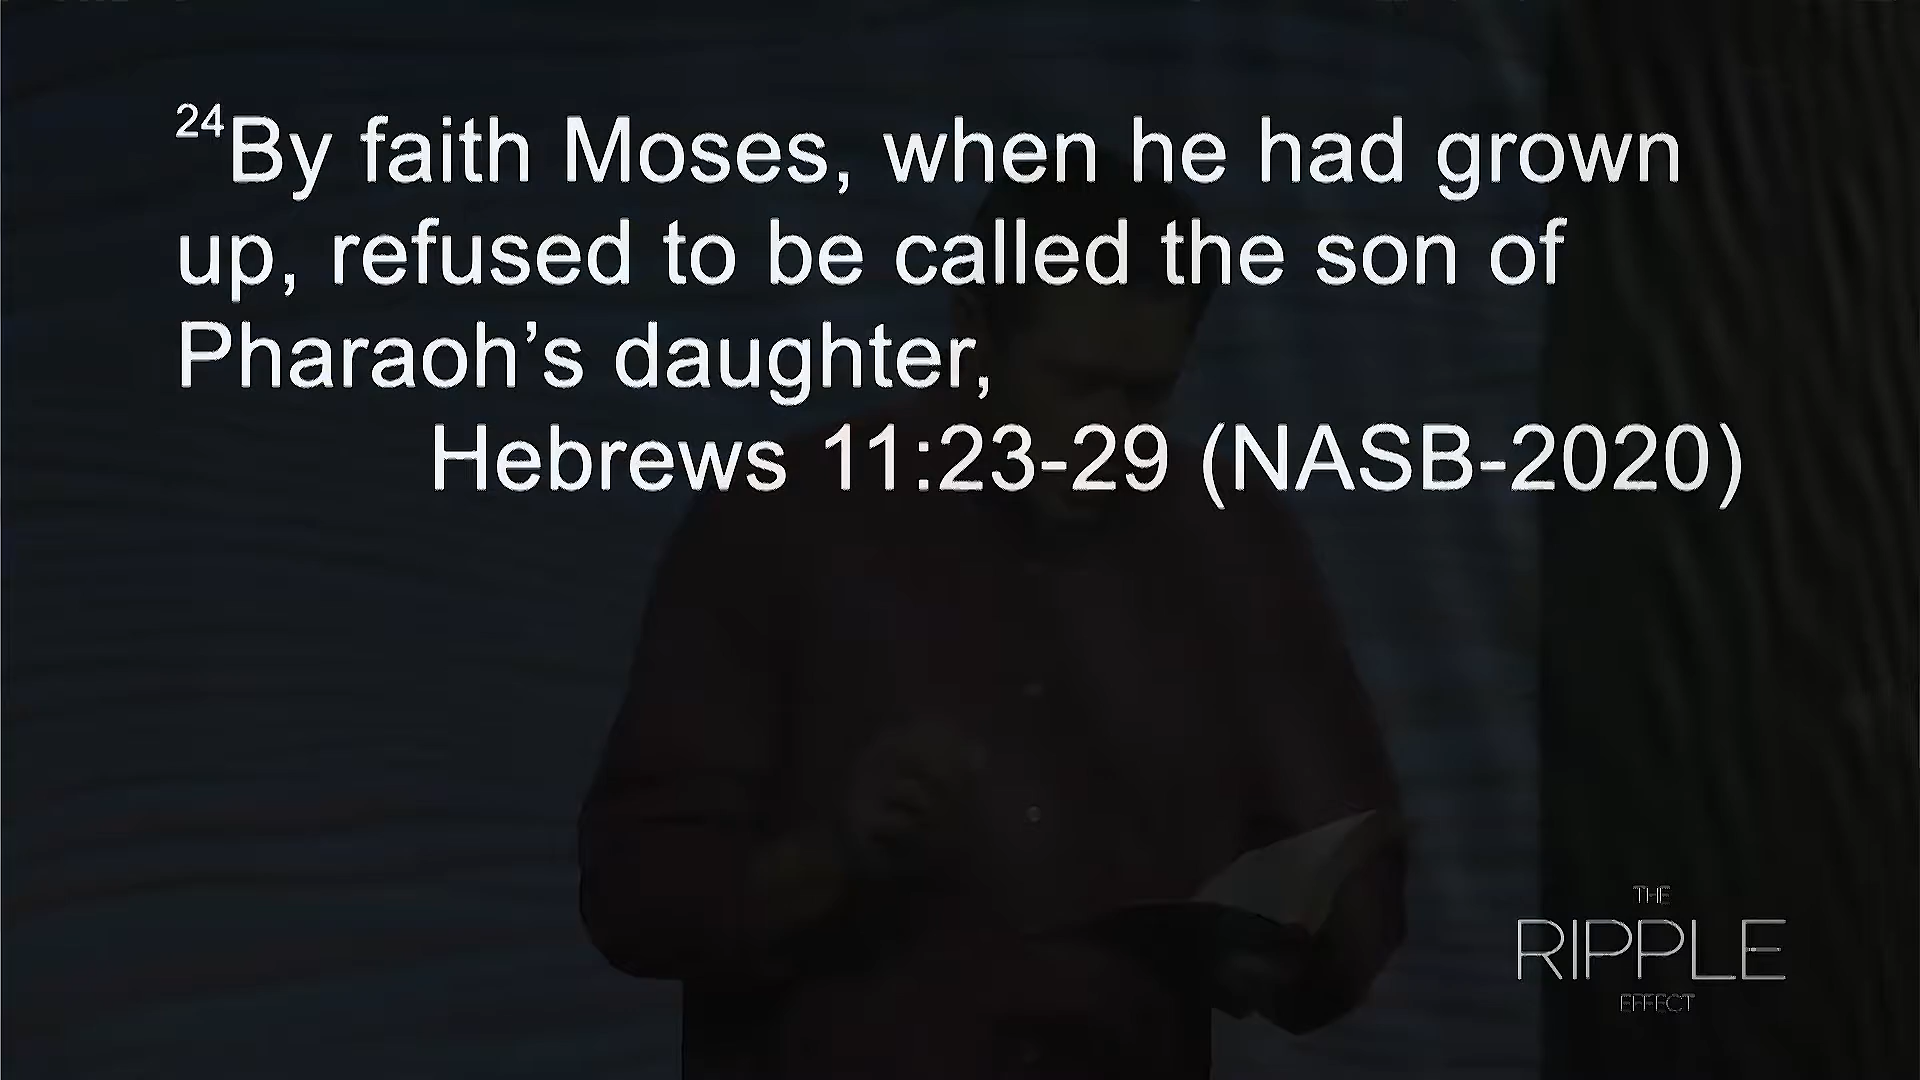 ²⁴By faith Moses, when he had grown
up, refused to be called the son of
Pharaoh’s daughter,
Hebrews 11:23-29 (NASB-2020)
THE
RIPPLE
EFFECT